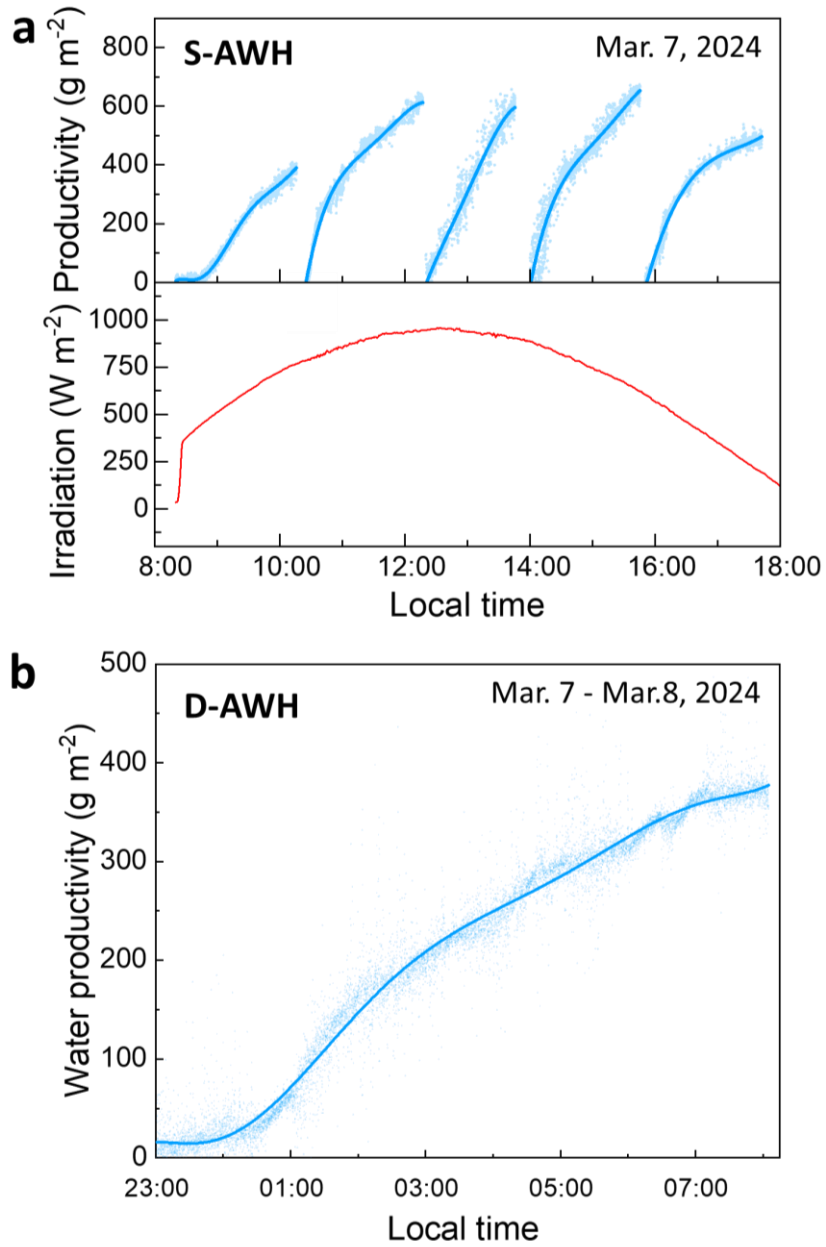 a
S-AWH
Mar. 7, 2024
Productivity (g m⁻²)
800
600
400
200
0
Irradiation (W m⁻²)
1000
750
500
250
0
8:00 10:00 12:00 14:00 16:00 18:00
Local time
b
D-AWH
Mar. 7 - Mar.8, 2024
Water productivity (g m⁻²)
500
400
300
200
100
0
23:00 01:00 03:00 05:00 07:00
Local time